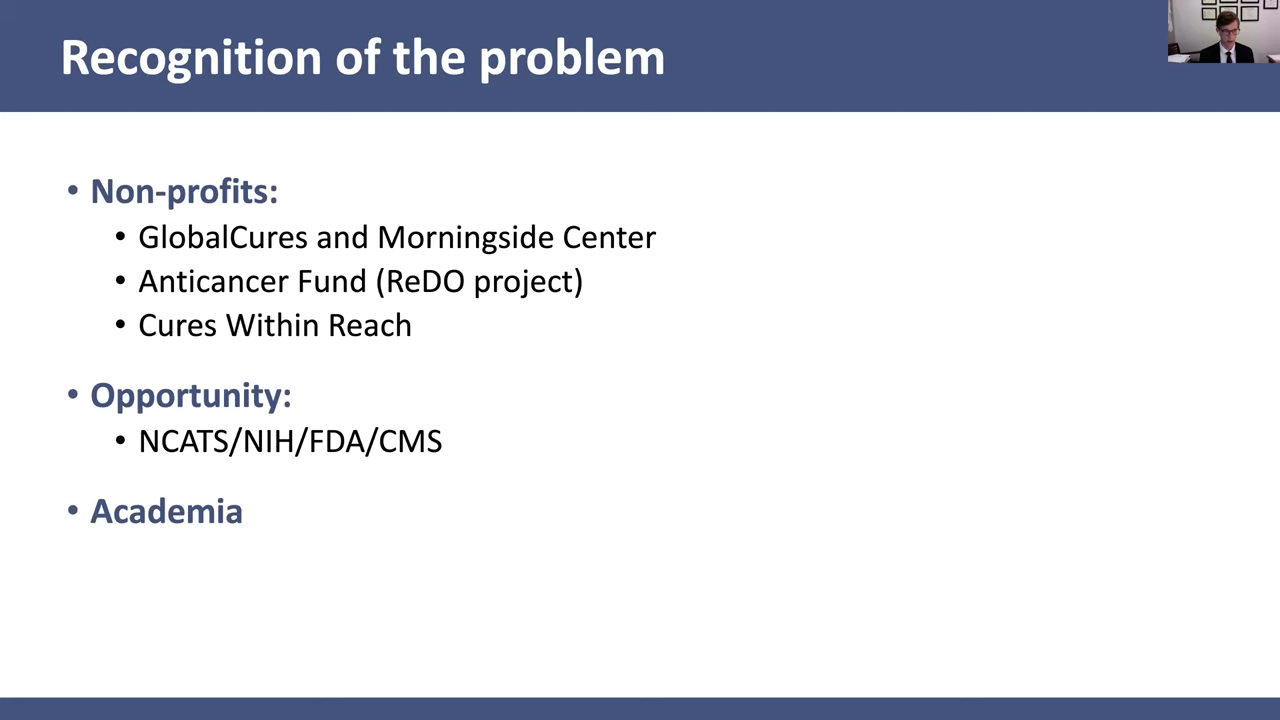 Recognition of the problem
• Non-profits:
• GlobalCures and Morningside Center
• Anticancer Fund (ReDO project)
• Cures Within Reach
• Opportunity:
• NCATS/NIH/FDA/CMS
• Academia